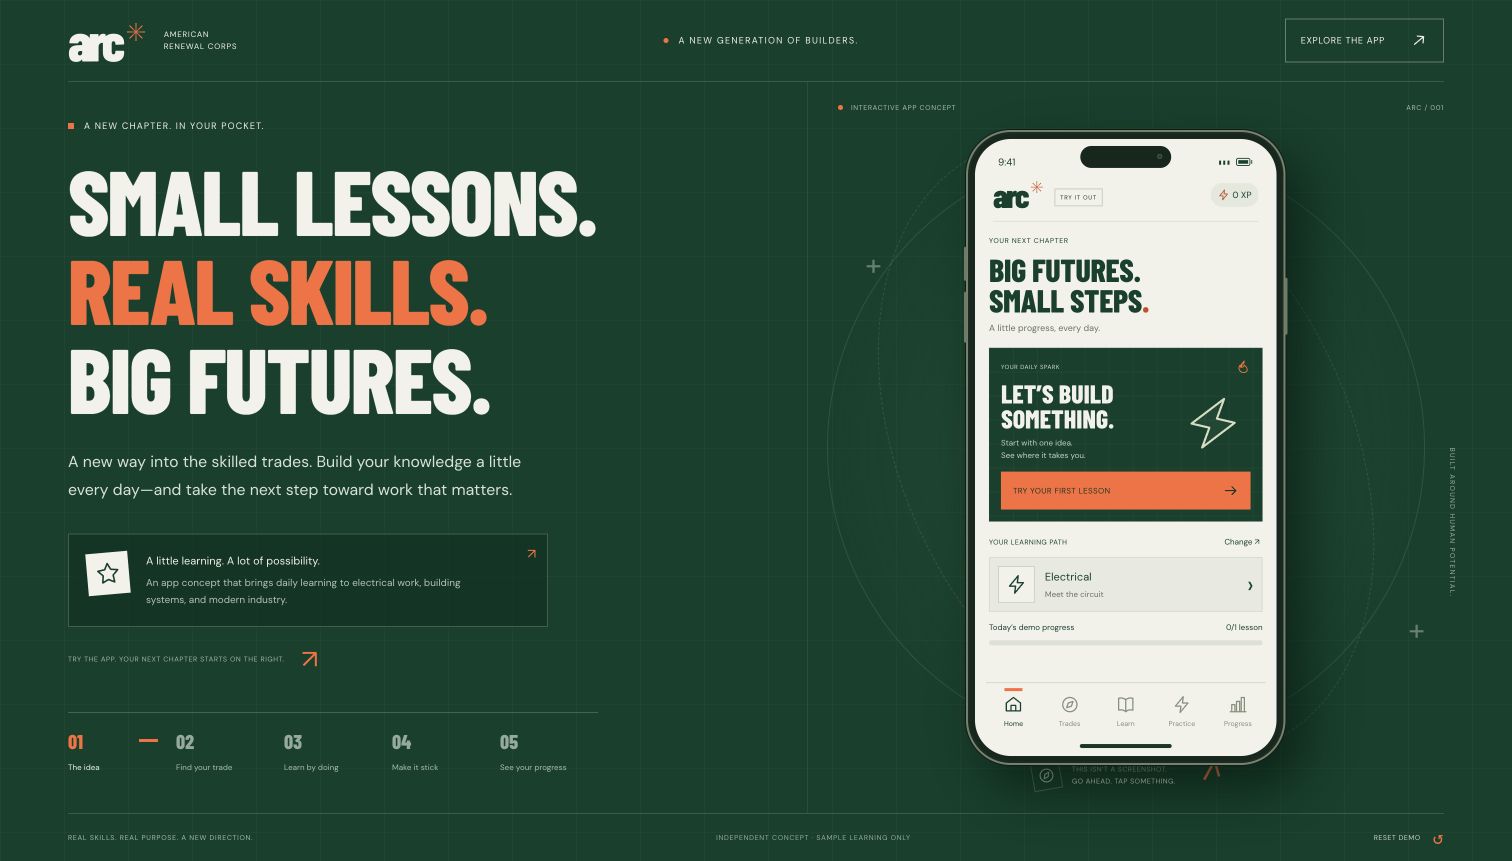 arc
AMERICAN
RENEWAL CORPS
A NEW GENERATION OF BUILDERS.
EXPLORE THE APP
A NEW CHAPTER. IN YOUR POCKET.
SMALL LESSONS.
REAL SKILLS.
BIG FUTURES.
A new way into the skilled trades. Build your knowledge a little
every day—and take the next step toward work that matters.
A little learning. A lot of possibility.
An app concept that brings daily learning to electrical work, building
systems, and modern industry.
TRY THE APP. YOUR NEXT CHAPTER STARTS ON THE RIGHT.
01
The idea
02
Find your trade
03
Learn by doing
04
Make it stick
05
See your progress
INTERACTIVE APP CONCEPT
ARC / 001
9:41
arc
TRY IT OUT
0 XP
YOUR NEXT CHAPTER
BIG FUTURES.
SMALL STEPS.
A little progress, every day.
YOUR DAILY SPARK
LET'S BUILD
SOMETHING.
Start with one idea.
See where it takes you.
TRY YOUR FIRST LESSON
YOUR LEARNING PATH
Change
Electrical
Meet the circuit
Today's demo progress
0/1 lesson
Home
Trades
Learn
Practice
Progress
THIS ISN'T A SCREENSHOT.
GO AHEAD. TAP SOMETHING.
BUILT AROUND HUMAN POTENTIAL.
REAL SKILLS. REAL PURPOSE. A NEW DIRECTION.
INDEPENDENT CONCEPT · SAMPLE LEARNING ONLY
RESET DEMO